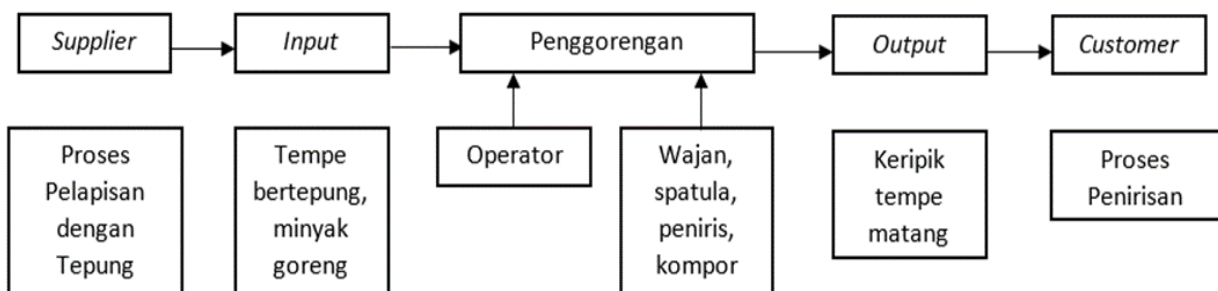 Supplier
Input
Penggorengan
Output
Customer
Proses
Pelapisan
dengan
Tepung
Tempe
bertepung,
minyak
goreng
Operator
Wajan,
spatula,
peniris,
kompor
Keripik
tempe
matang
Proses
Penirisan